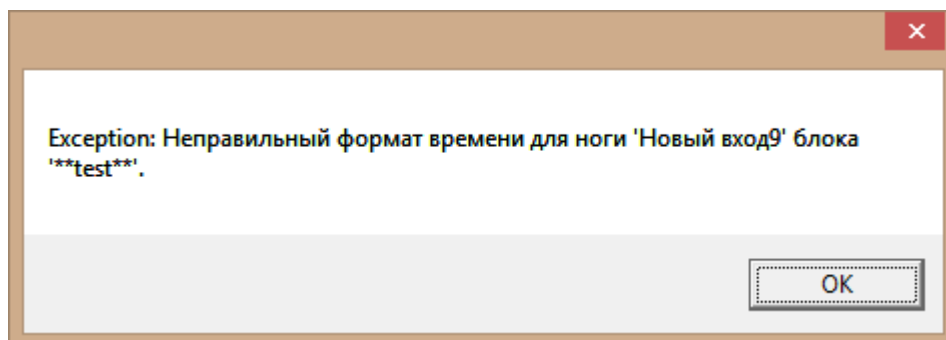 Exception: Неправильный формат времени для ноги 'Новый вход9' блока
'**test**'.
OK